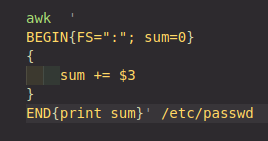 awk  '
BEGIN{FS=":"; sum=0}
{
    sum += $3
}
END{print sum}' /etc/passwd